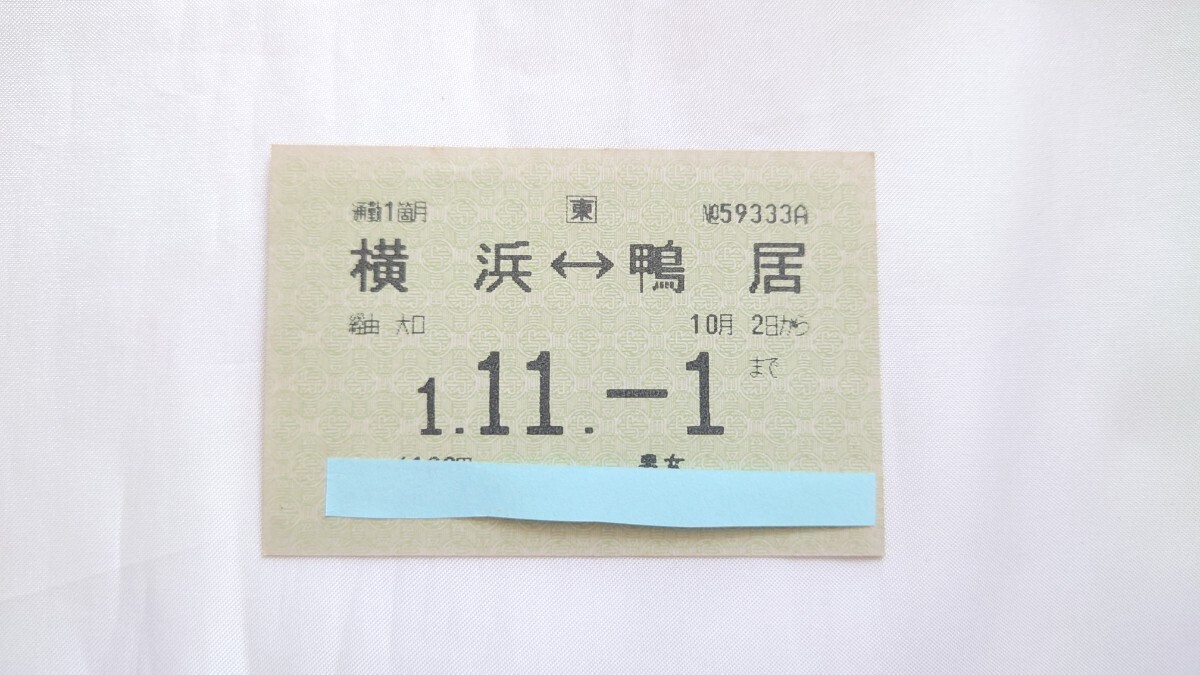 通勤1箇月 東 №59333A
横浜↔鴨居
経由 大口 10月 2日から
1.11.-1まで